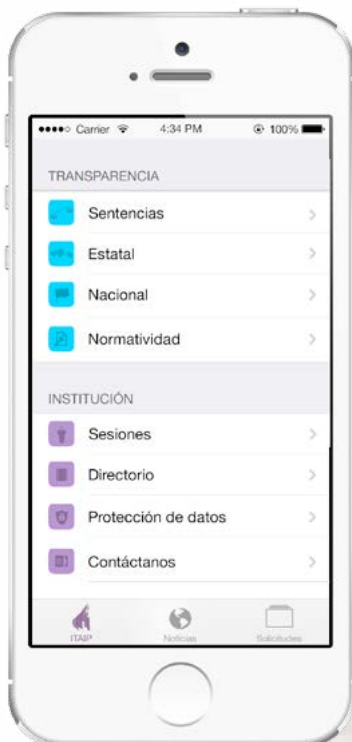 Carrier 4:34 PM 100%
TRANSPARENCIA
Sentencias
Estatal
Nacional
Normatividad
INSTITUCIÓN
Sesiones
Directorio
Protección de datos
Contáctanos
ITAIP Noticias Solicitudes